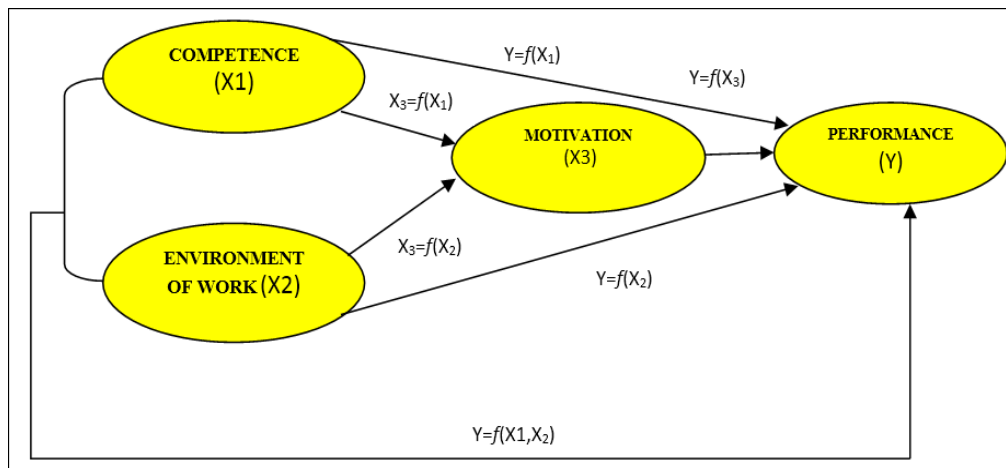 COMPETENCE
(X1)
Y=f(X₁)
Y=f(X₃)
X₃=f(X₁)
MOTIVATION
(X3)
PERFORMANCE
(Y)
ENVIRONMENT
OF WORK (X2)
X₃=f(X₂)
Y=f(X₂)
Y=f(X1,X₂)